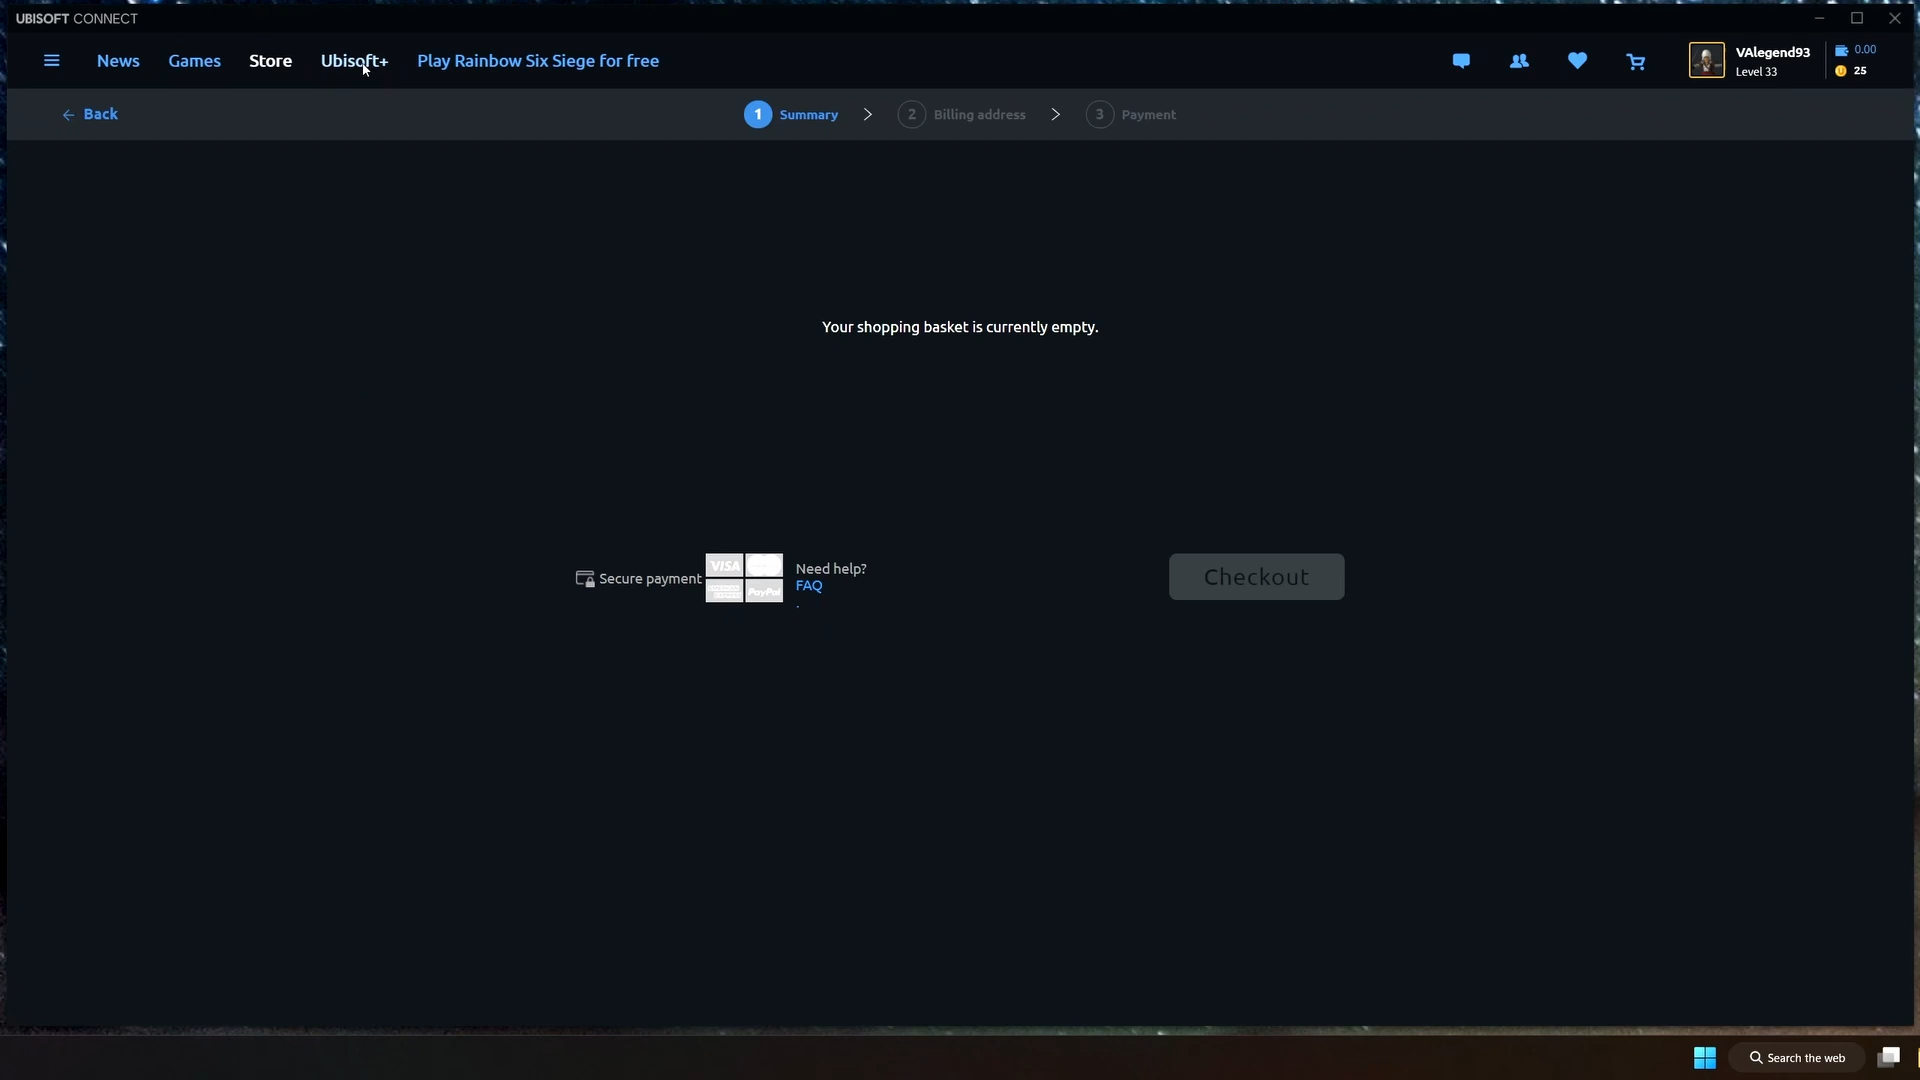 UBISOFT CONNECT
News Games Store Ubisoft+ Play Rainbow Six Siege for free
VAlegend93 0.00
Level 33 25
Back
1 Summary 2 Billing address 3 Payment
Your shopping basket is currently empty.
Secure payment VISA PayPal
Need help?
FAQ
.
Checkout
Search the web